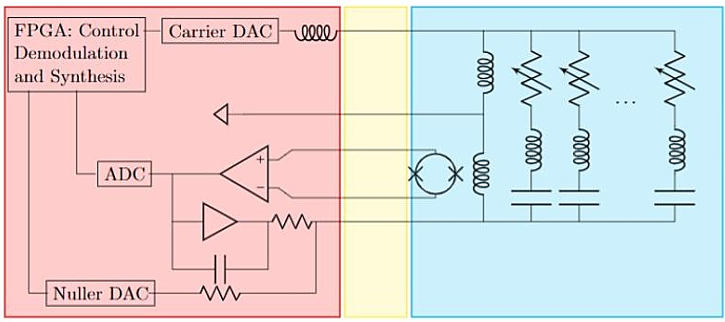 FPGA: Control
Demodulation
and Synthesis
Carrier DAC
+
−
ADC
...
Nuller DAC